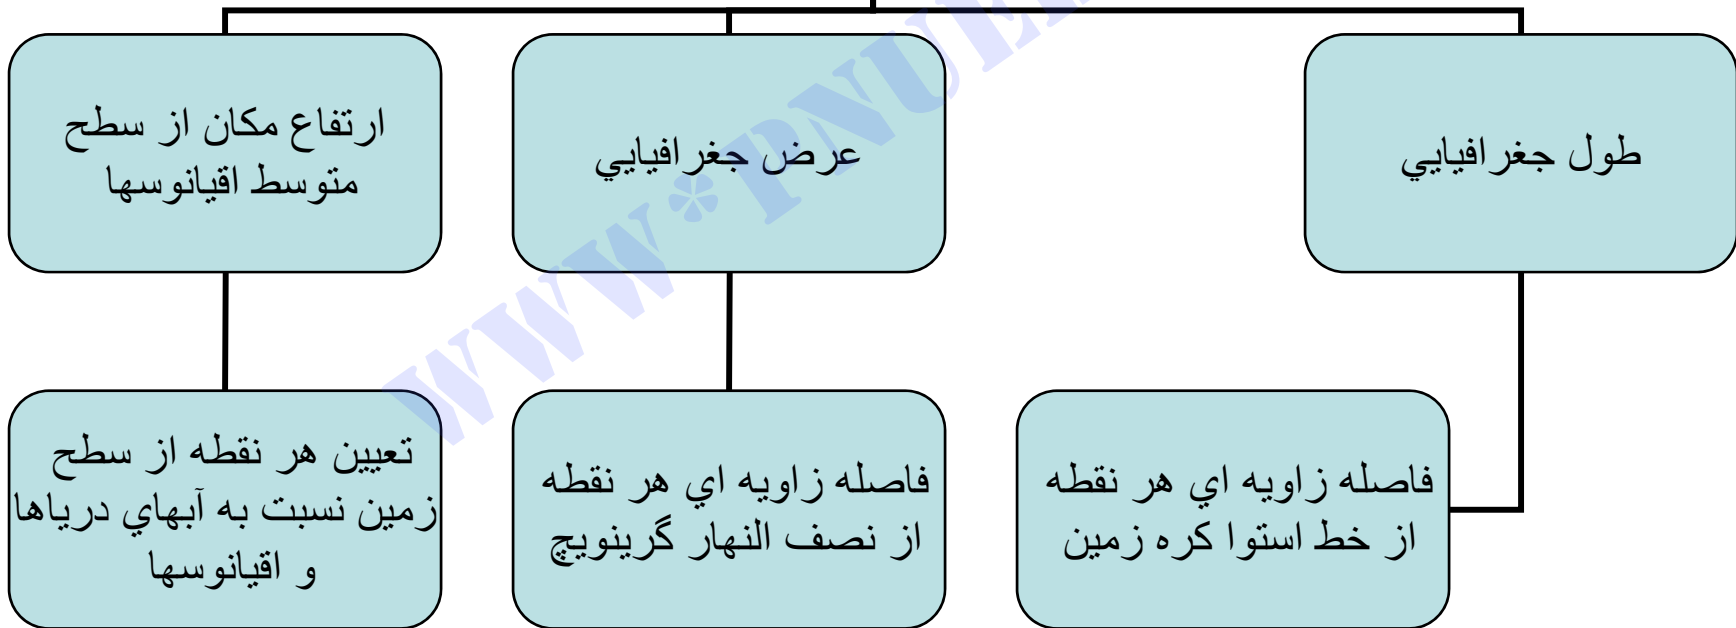 طول جغرافيايي
عرض جغرافيايي
ارتفاع مكان از سطح
متوسط اقيانوسها
فاصله زاويه اي هر نقطه
از خط استوا كره زمين
فاصله زاويه اي هر نقطه
از نصف النهار گرينويچ
تعيين هر نقطه از سطح
زمين نسبت به آبهاي درياها
و اقيانوسها
WWW*PNUE